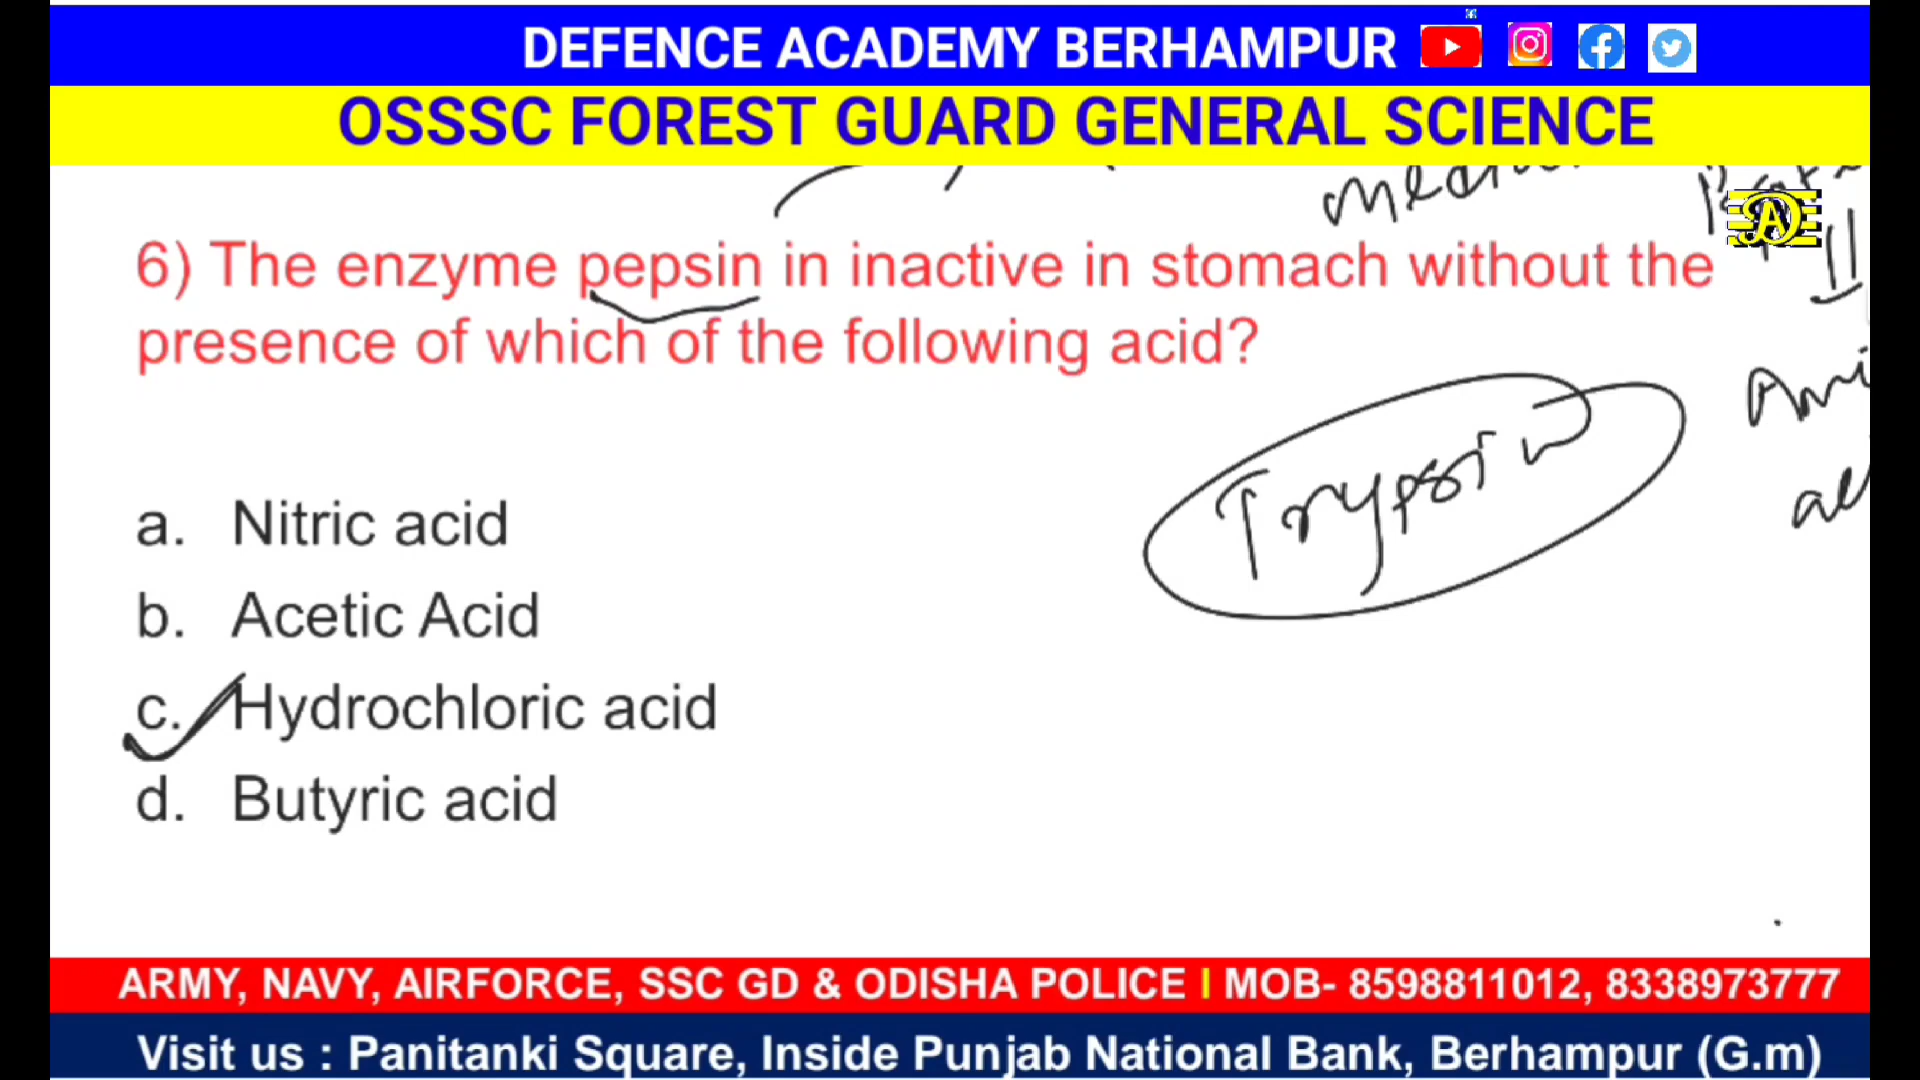 DEFENCE ACADEMY BERHAMPUR
OSSSC FOREST GUARD GENERAL SCIENCE
6) The enzyme pepsin in inactive in stomach without the
presence of which of the following acid?
Trypsin
a. Nitric acid
b. Acetic Acid
c. Hydrochloric acid
d. Butyric acid
ARMY, NAVY, AIRFORCE, SSC GD & ODISHA POLICE I MOB- 8598811012, 8338973777
Visit us : Panitanki Square, Inside Punjab National Bank, Berhampur (G.m)